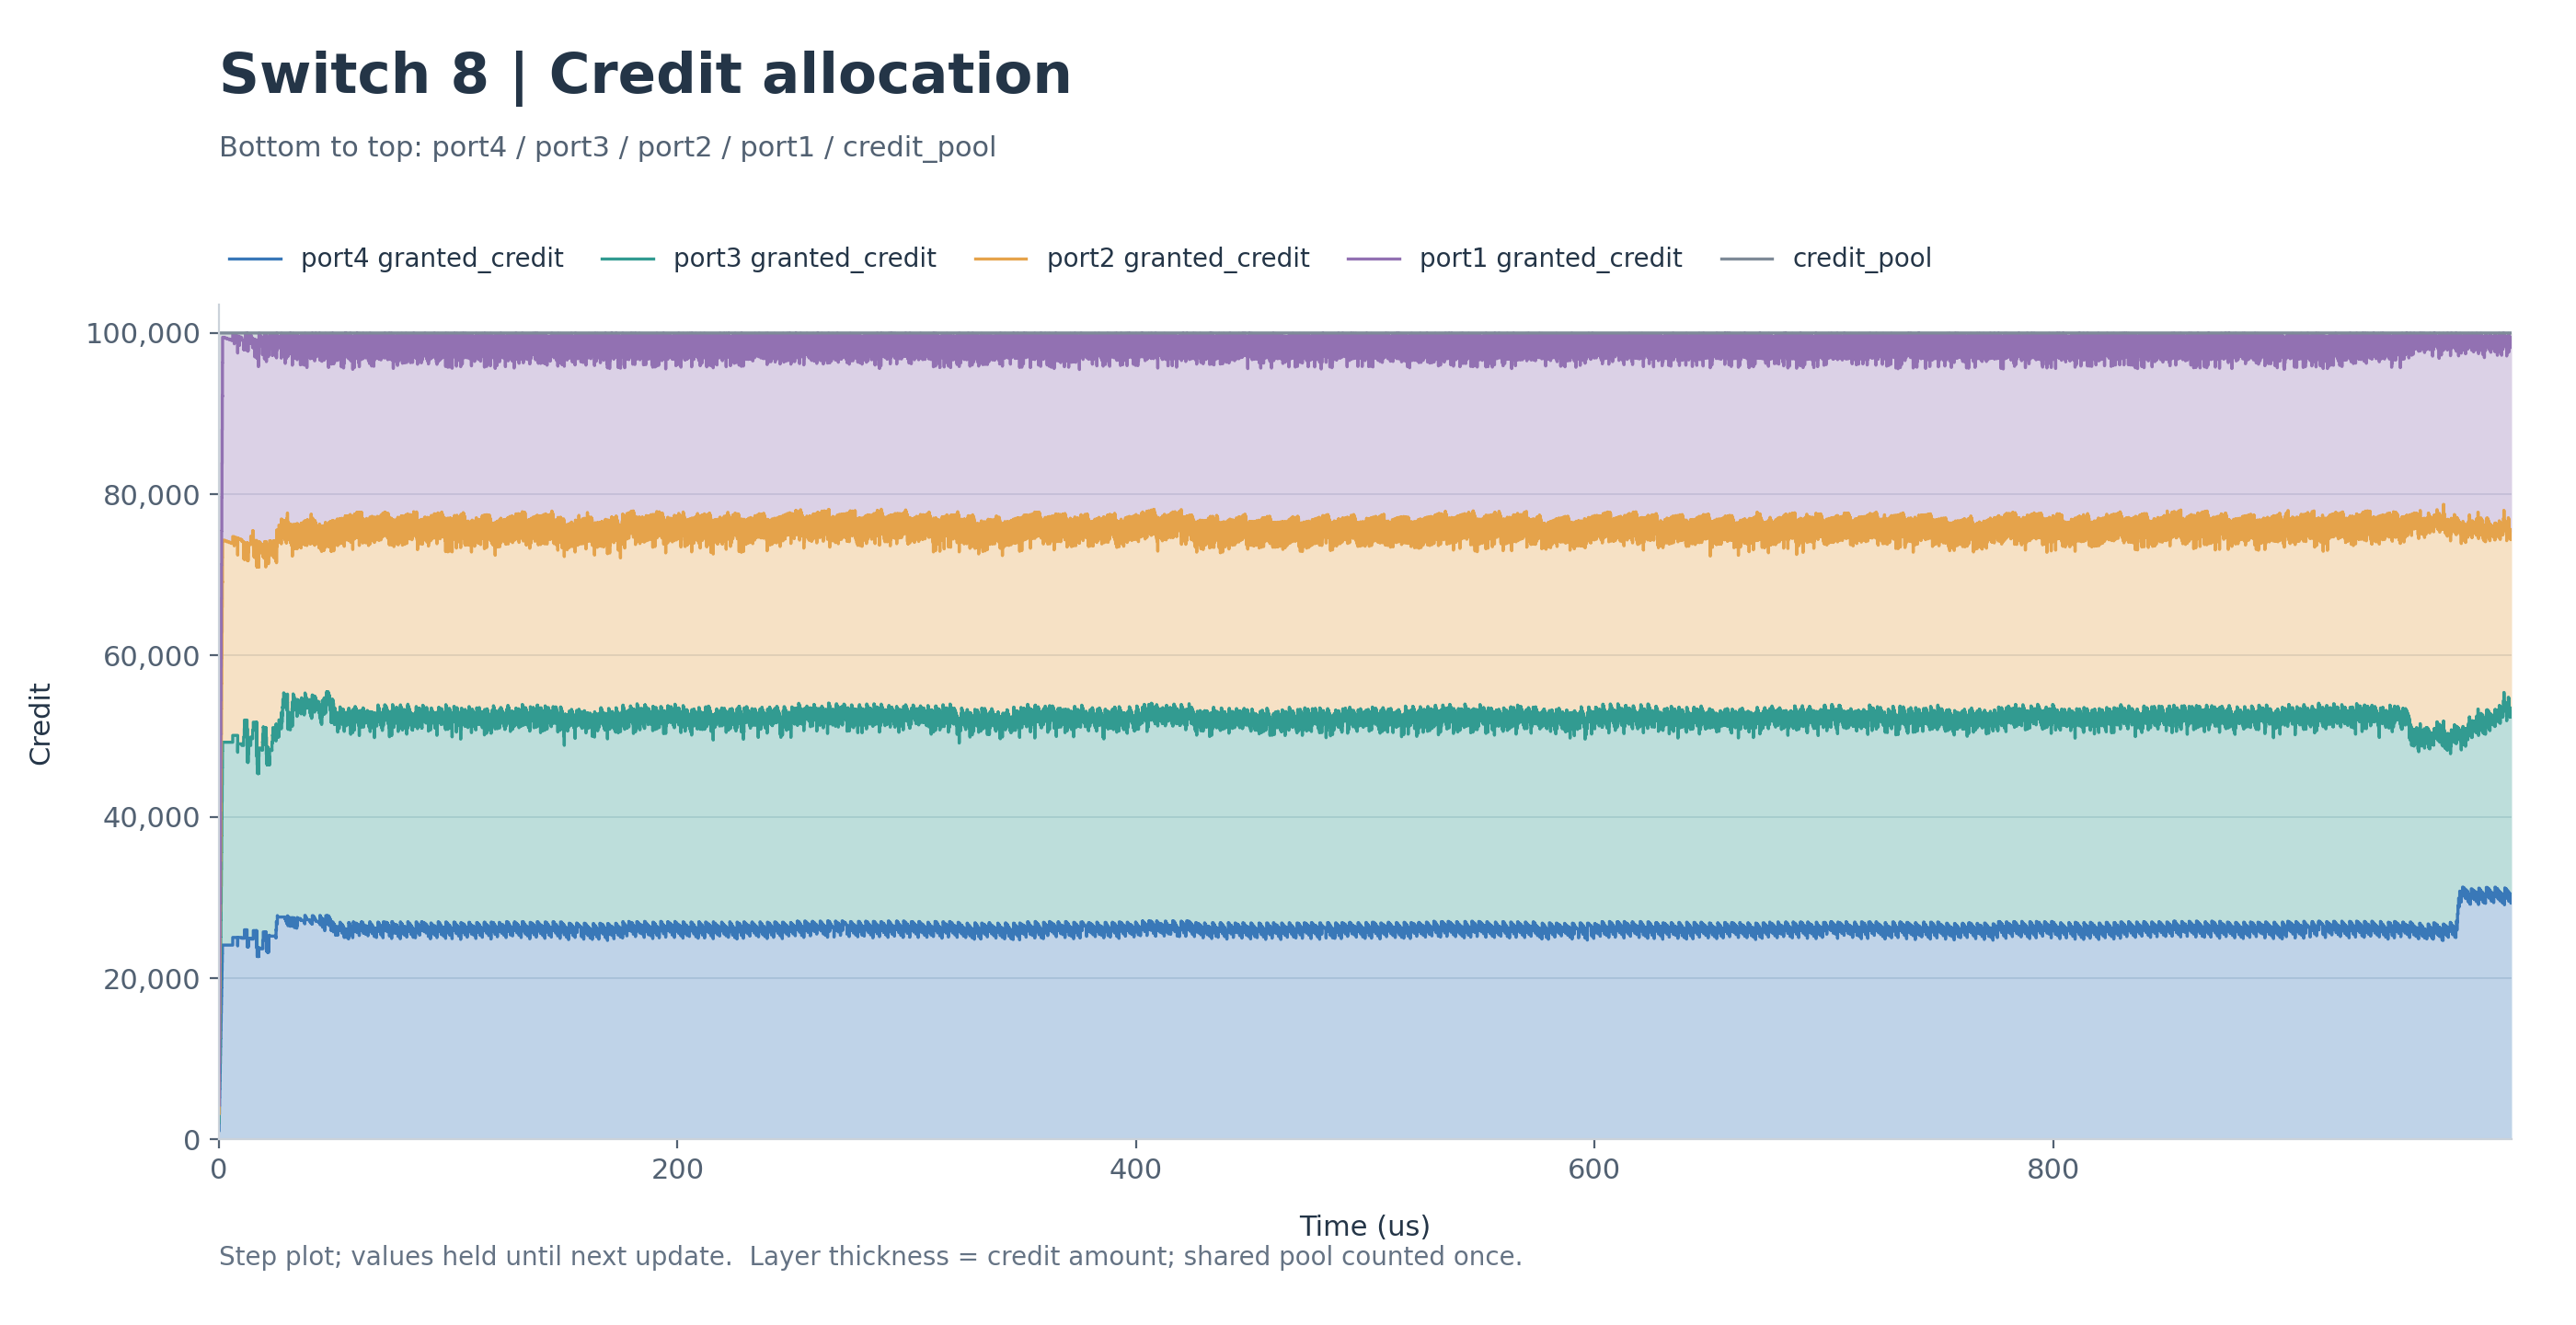 Switch 8 | Credit allocation
Bottom to top: port4 / port3 / port2 / port1 / credit_pool
port4 granted_credit port3 granted_credit port2 granted_credit port1 granted_credit credit_pool
100,000
80,000
60,000
40,000
20,000
0
Credit
0 200 400 600 800
Time (us)
Step plot; values held until next update.  Layer thickness = credit amount; shared pool counted once.